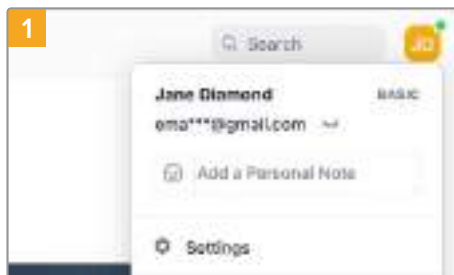 1
Search
JD
Jane Diamond BASIC
ema***@gmail.com
Add a Personal Note
Settings